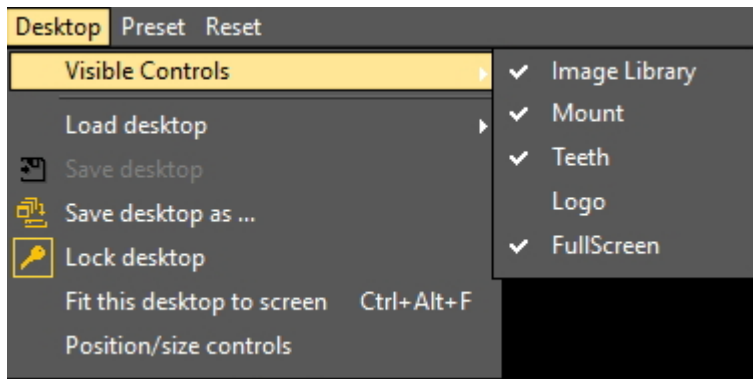 Desktop Preset Reset
Visible Controls
Load desktop
Save desktop
Save desktop as ...
Lock desktop
Fit this desktop to screen Ctrl+Alt+F
Position/size controls
Image Library
Mount
Teeth
Logo
FullScreen